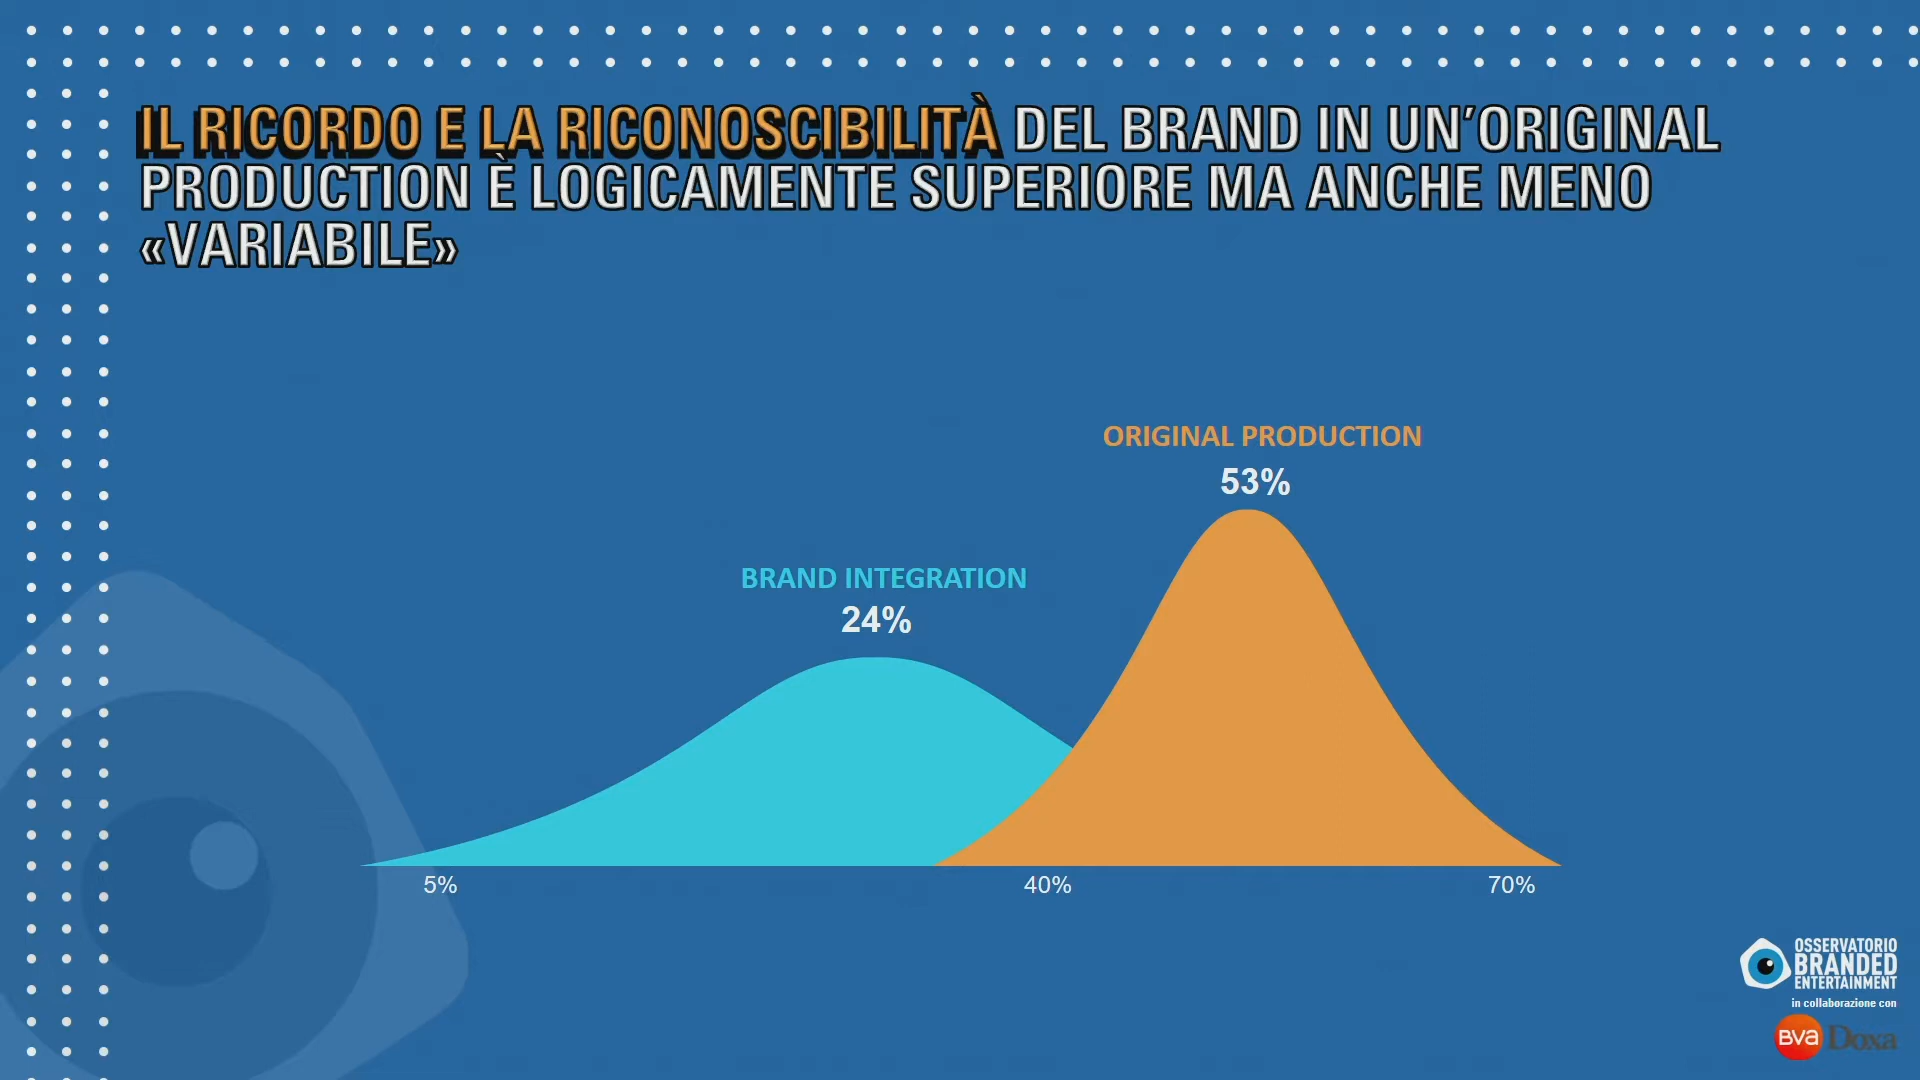 IL RICORDO E LA RICONOSCIBILITÀ DEL BRAND IN UN’ORIGINAL
PRODUCTION È LOGICAMENTE SUPERIORE MA ANCHE MENO
«VARIABILE»
ORIGINAL PRODUCTION
53%
BRAND INTEGRATION
24%
5%
40%
70%
OSSERVATORIO
BRANDED
ENTERTAINMENT
in collaborazione con
BVA Doxa